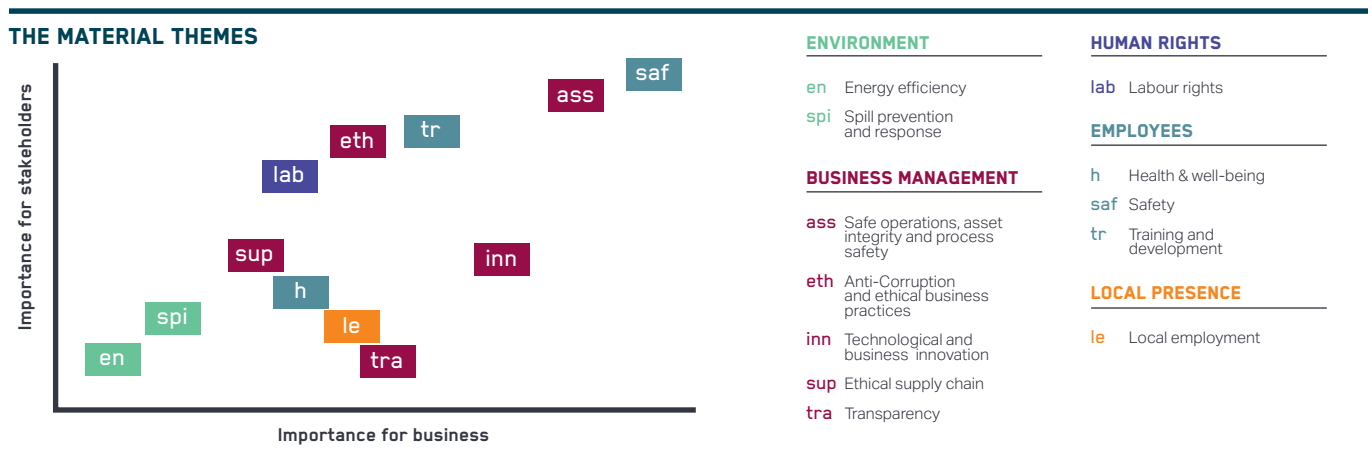 THE MATERIAL THEMES
Importance for stakeholders
saf
ass
tr
eth
lab
sup
inn
h
spi
le
en
tra
Importance for business
ENVIRONMENT
en Energy efficiency
spi Spill prevention
and response
BUSINESS MANAGEMENT
ass Safe operations, asset
integrity and process
safety
eth Anti-Corruption
and ethical business
practices
inn Technological and
business innovation
sup Ethical supply chain
tra Transparency
HUMAN RIGHTS
lab Labour rights
EMPLOYEES
h Health & well-being
saf Safety
tr Training and
development
LOCAL PRESENCE
le Local employment